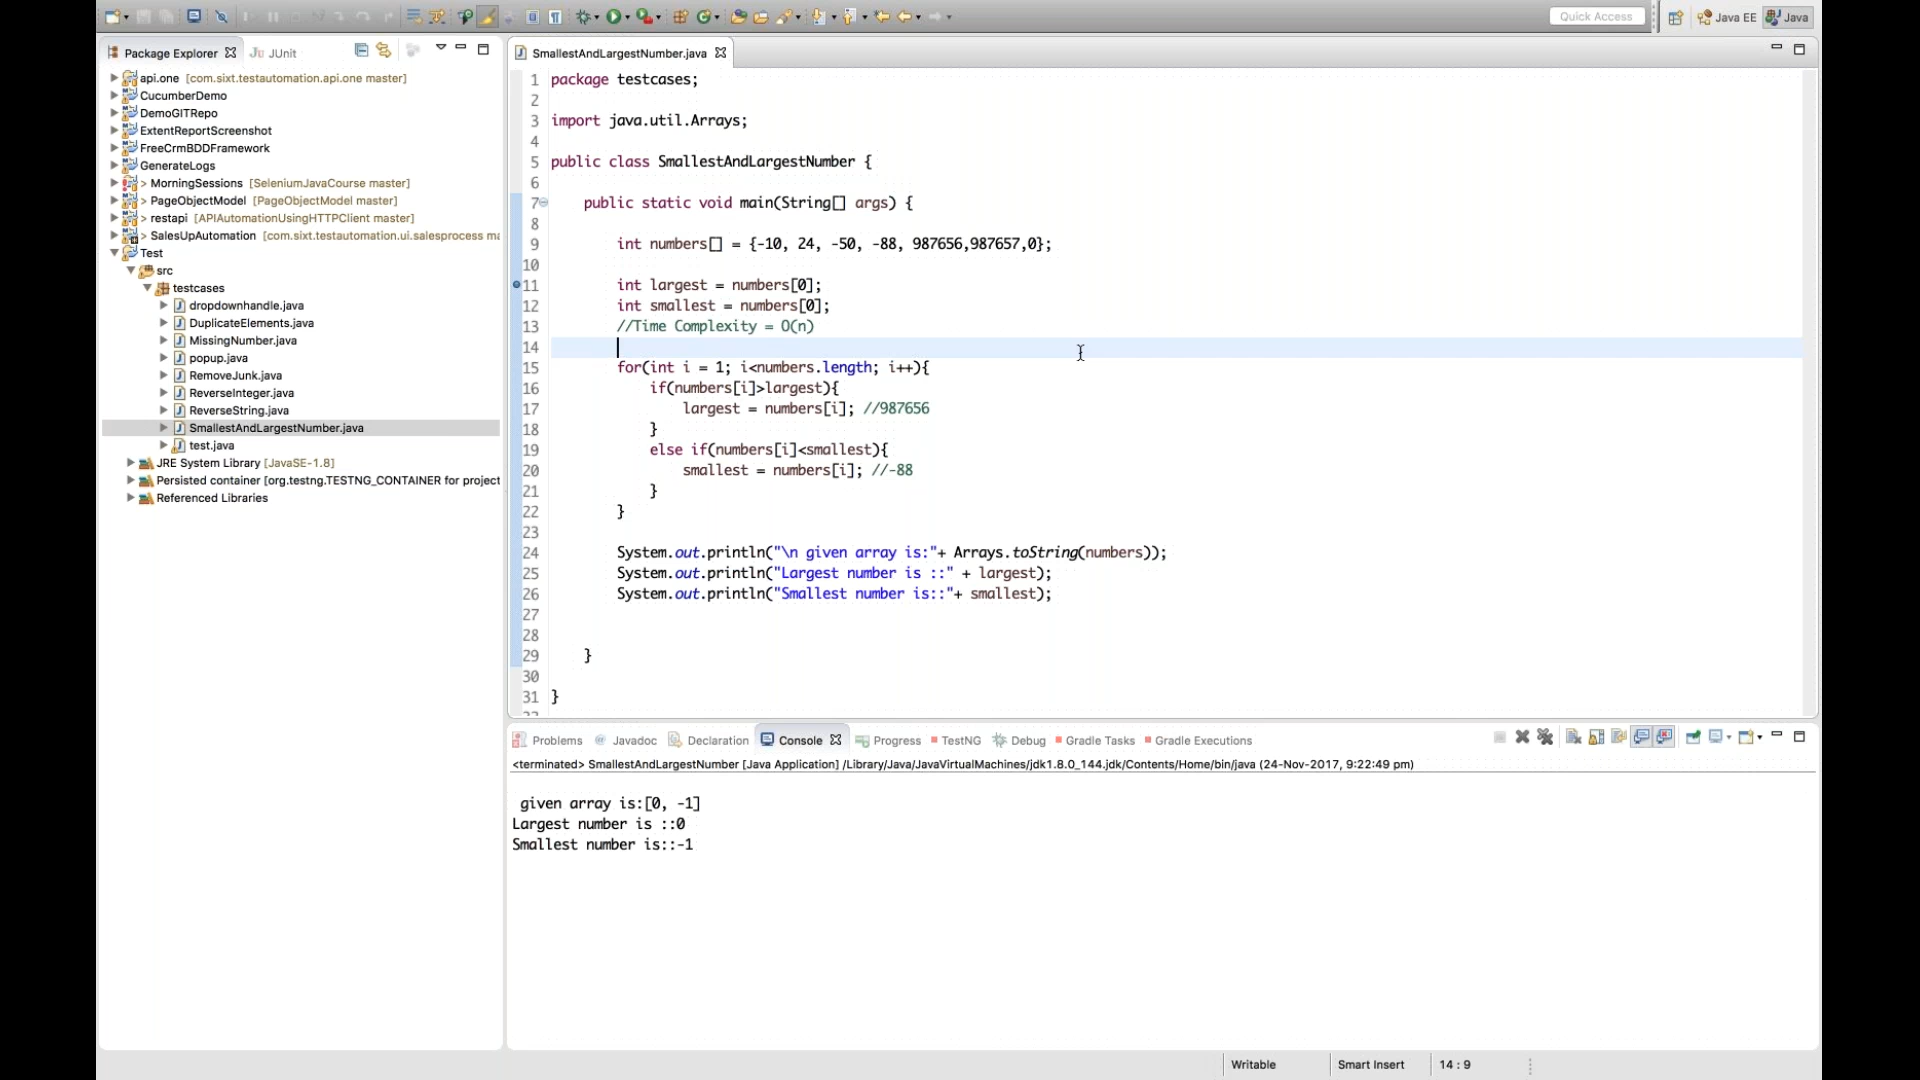 Quick Access
Java EE
Java
Package Explorer
JUnit
SmallestAndLargestNumber.java
api.one [com.sixt.testautomation.api.one master]
CucumberDemo
DemoGITRepo
ExtentReportScreenshot
FreeCrmBDDFramework
GenerateLogs
> MorningSessions [SeleniumJavaCourse master]
> PageObjectModel [PageObjectModel master]
> restapi [APIAutomationUsingHTTPClient master]
> SalesUpAutomation [com.sixt.testautomation.ui.salesprocess ma
Test
src
testcases
dropdownhandle.java
DuplicateElements.java
MissingNumber.java
popup.java
RemoveJunk.java
ReverseInteger.java
ReverseString.java
SmallestAndLargestNumber.java
test.java
JRE System Library [JavaSE-1.8]
Persisted container [org.testng.TESTNG_CONTAINER for project
Referenced Libraries
1 package testcases;
2
3 import java.util.Arrays;
4
5 public class SmallestAndLargestNumber {
6
7 public static void main(String[] args) {
8
9 int numbers[] = {-10, 24, -50, -88, 987656,987657,0};
10
11 int largest = numbers[0];
12 int smallest = numbers[0];
13 //Time Complexity = O(n)
14
15 for(int i = 1; i<numbers.length; i++){
16 if(numbers[i]>largest){
17 largest = numbers[i]; //987656
18 }
19 else if(numbers[i]<smallest){
20 smallest = numbers[i]; //-88
21 }
22 }
23
24 System.out.println("\n given array is:"+ Arrays.toString(numbers));
25 System.out.println("Largest number is ::" + largest);
26 System.out.println("Smallest number is::"+ smallest);
27
28
29 }
30
31 }
Problems
Javadoc
Declaration
Console
Progress
TestNG
Debug
Gradle Tasks
Gradle Executions
<terminated> SmallestAndLargestNumber [Java Application] /Library/Java/JavaVirtualMachines/jdk1.8.0_144.jdk/Contents/Home/bin/java (24-Nov-2017, 9:22:49 pm)
given array is:[0, -1]
Largest number is ::0
Smallest number is::-1
Writable
Smart Insert
14 : 9